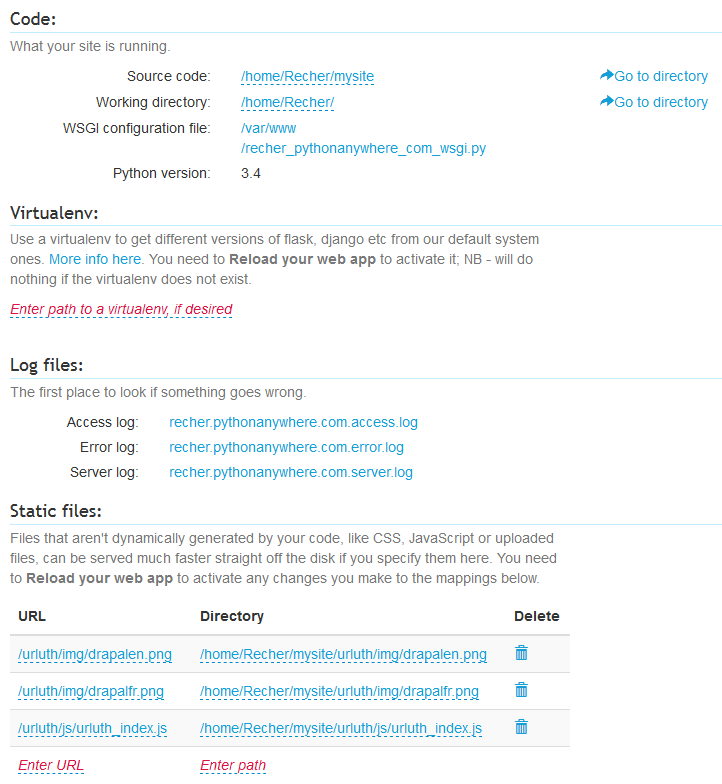 Code:
What your site is running.
Source code: /home/Recher/mysite Go to directory
Working directory: /home/Recher/ Go to directory
WSGI configuration file: /var/www
/recher_pythonanywhere_com_wsgi.py
Python version: 3.4
Virtualenv:
Use a virtualenv to get different versions of flask, django etc from our default system
ones. More info here. You need to Reload your web app to activate it; NB - will do
nothing if the virtualenv does not exist.
Enter path to a virtualenv, if desired
Log files:
The first place to look if something goes wrong.
Access log: recher.pythonanywhere.com.access.log
Error log: recher.pythonanywhere.com.error.log
Server log: recher.pythonanywhere.com.server.log
Static files:
Files that aren't dynamically generated by your code, like CSS, JavaScript or uploaded
files, can be served much faster straight off the disk if you specify them here. You need
to Reload your web app to activate any changes you make to the mappings below.
URL Directory Delete
/urluth/img/drapalen.png /home/Recher/mysite/urluth/img/drapalen.png
/urluth/img/drapalfr.png /home/Recher/mysite/urluth/img/drapalfr.png
/urluth/js/urluth_index.js /home/Recher/mysite/urluth/js/urluth_index.js
Enter URL Enter path